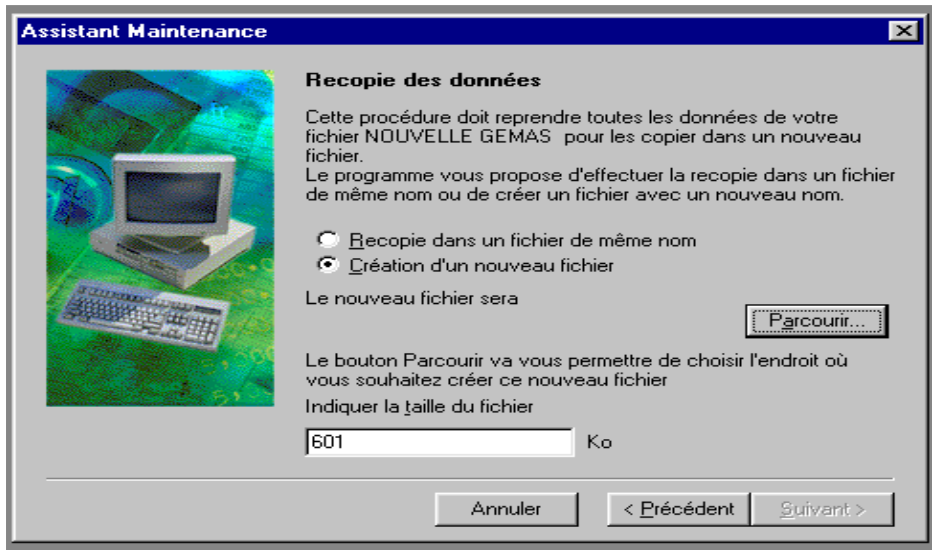 Assistant Maintenance
Recopie des données
Cette procédure doit reprendre toutes les données de votre
fichier NOUVELLE GEMAS pour les copier dans un nouveau
fichier.
Le programme vous propose d'effectuer la recopie dans un fichier
de même nom ou de créer un fichier avec un nouveau nom.
Recopie dans un fichier de même nom
Création d'un nouveau fichier
Le nouveau fichier sera
Parcourir...
Le bouton Parcourir va vous permettre de choisir l'endroit où
vous souhaitez créer ce nouveau fichier
Indiquer la taille du fichier
601 Ko
Annuler < Précédent Suivant >